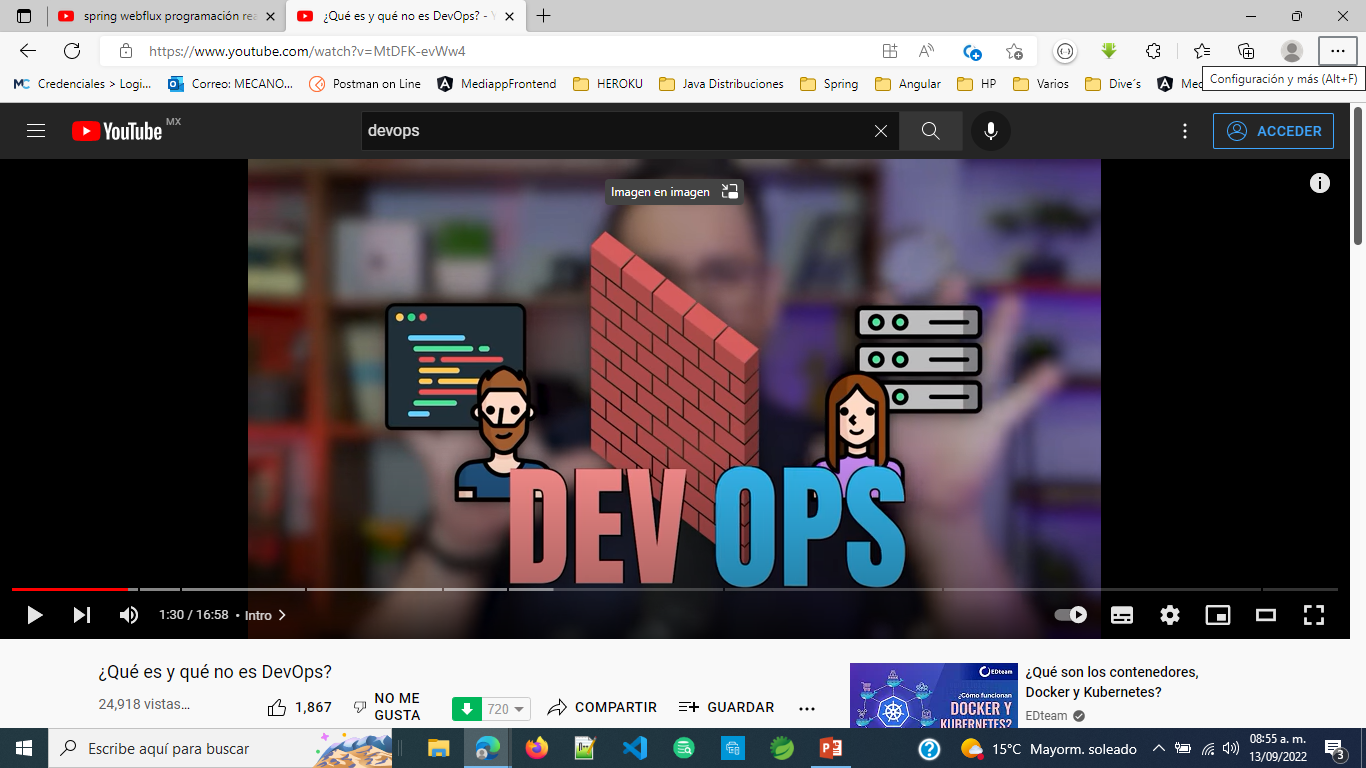 spring webflux programación rea
¿Qué es y qué no es DevOps? - Y
https://www.youtube.com/watch?v=MtDFK-evWw4
Credenciales > Logi...
Correo: MECANO...
Postman on Line
MediappFrontend
HEROKU
Java Distribuciones
Spring
Angular
HP
Varios
Dive´s
Med
Configuración y más (Alt+F)
YouTube MX
devops
ACCEDER
Imagen en imagen
DEV OPS
1:30 / 16:58 • Intro
¿Qué es y qué no es DevOps?
24,918 vistas...
1,867
NO ME
GUSTA
720
COMPARTIR
GUARDAR
EDteam
¿Cómo funcionan
DOCKER Y
KUBERNETES?
¿Qué son los contenedores,
Docker y Kubernetes?
EDteam
Escribe aquí para buscar
15°C Mayorm. soleado
08:55 a. m.
13/09/2022
3